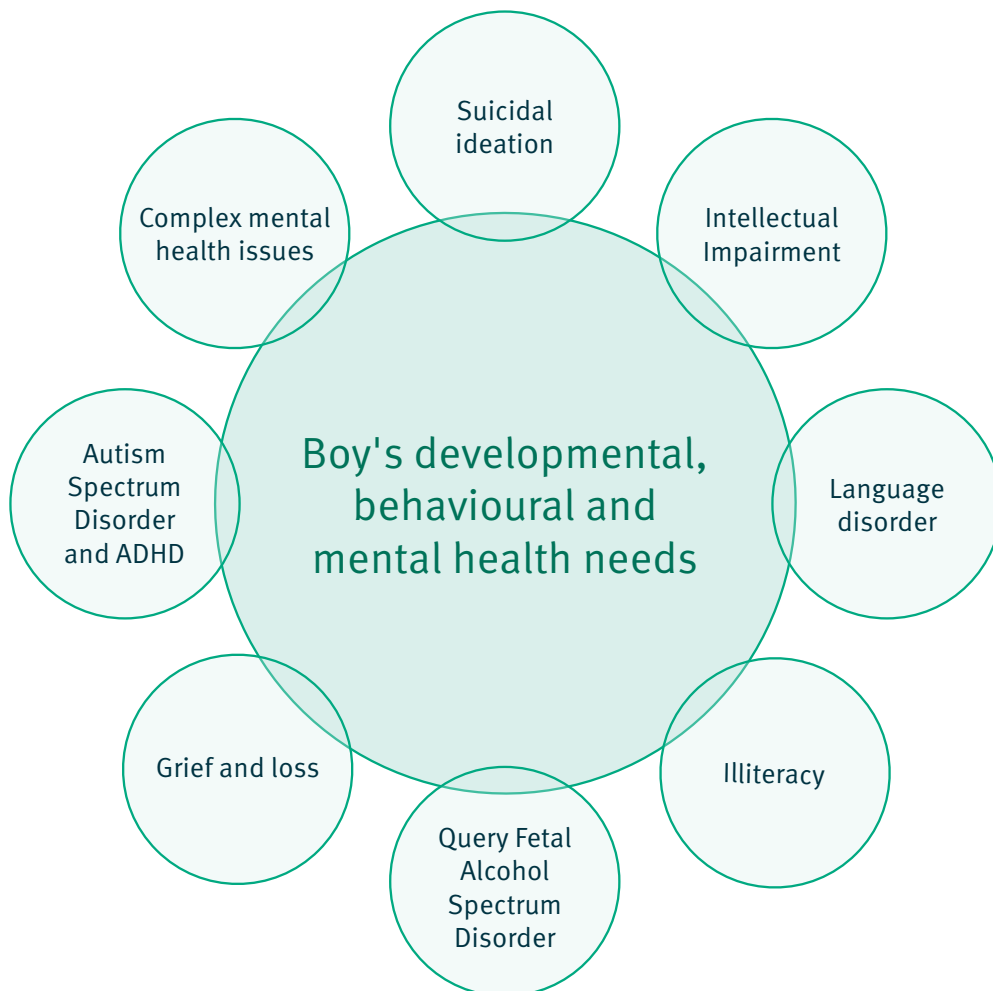 Suicidal
ideation
Complex mental
health issues
Intellectual
Impairment
Boy's developmental,
behavioural and
mental health needs
Autism
Spectrum
Disorder
and ADHD
Language
disorder
Grief and loss
Illiteracy
Query Fetal
Alcohol
Spectrum
Disorder